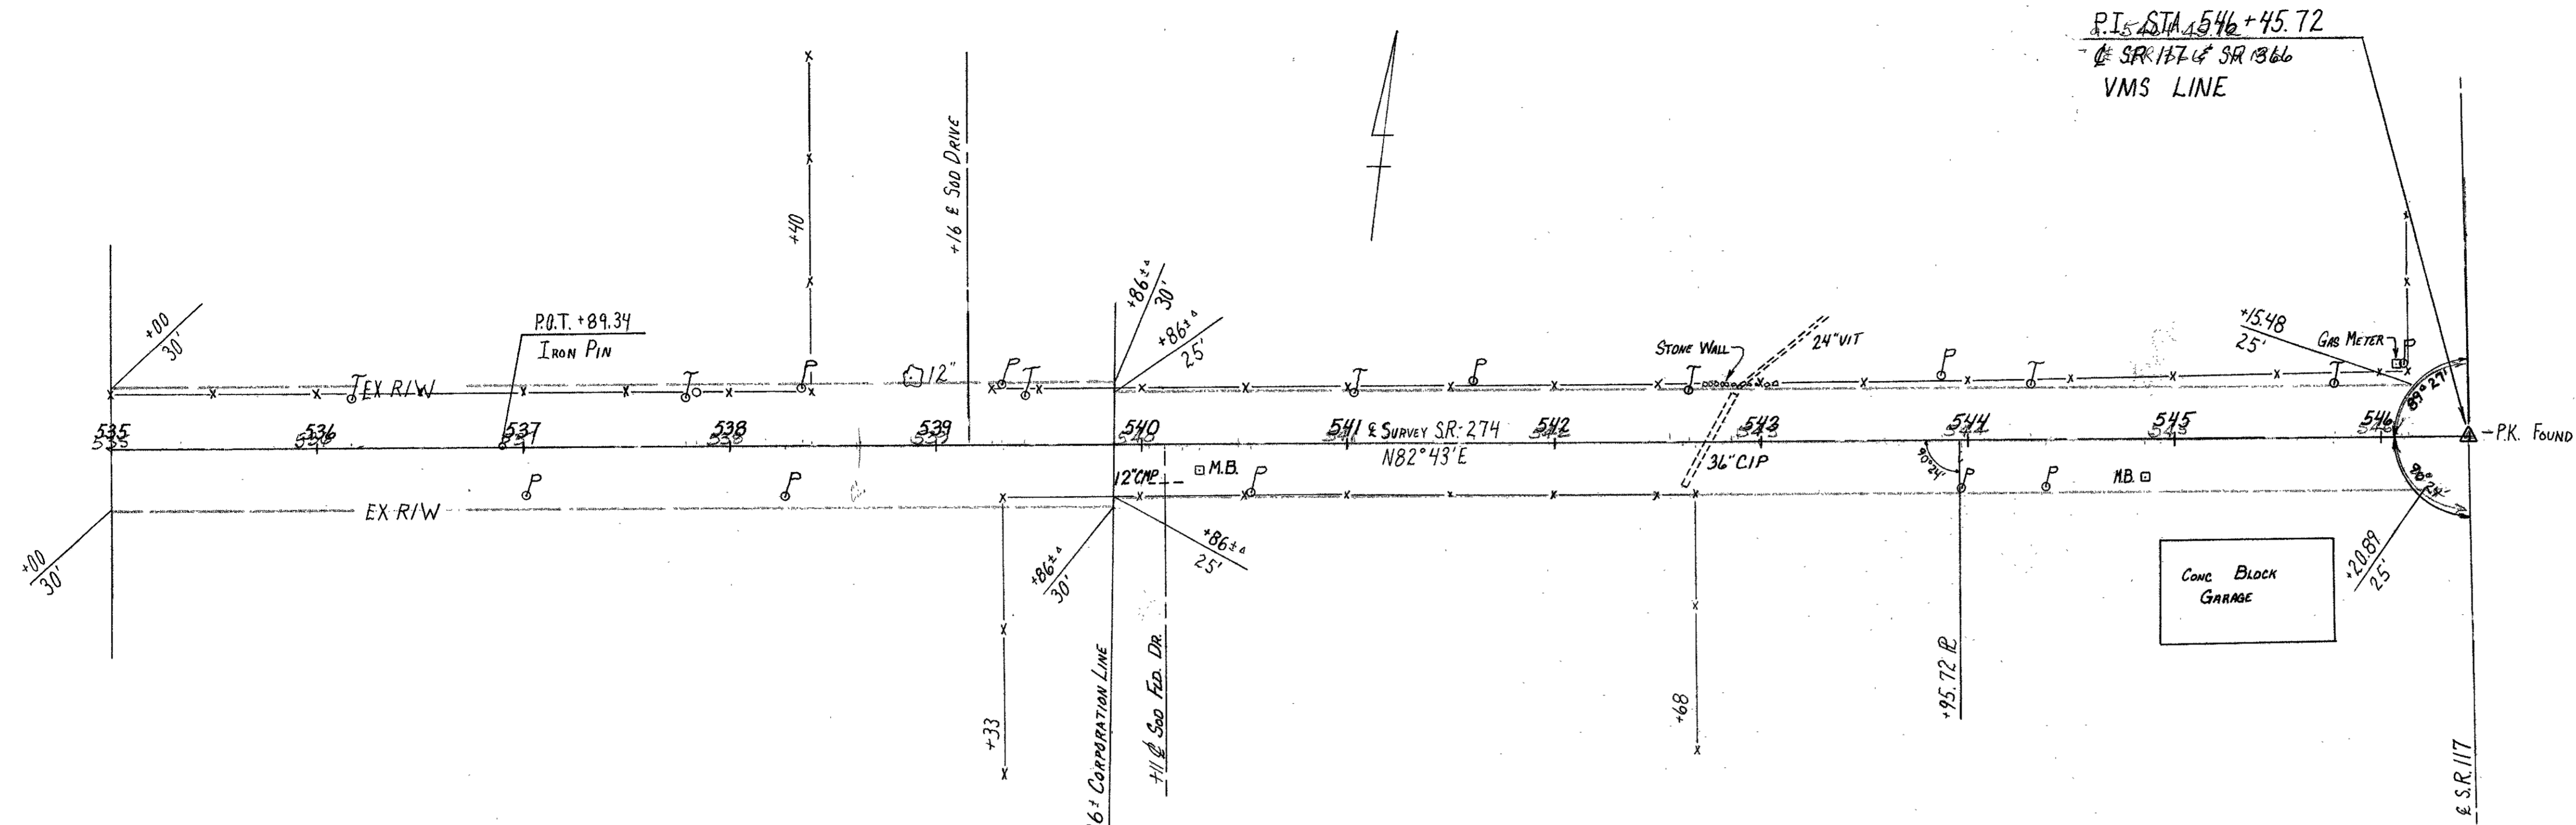 P.I. STA. 546+45.72
℄ SR 117 & SR 366
VMS LINE
+16 ℄ SOD DRIVE
+40
+86±△
30'
+86±△
25'
+00
30'
P.O.T. +89.34
IRON PIN
12"
STONE WALL
24" VIT
+15.48
25'
GAS METER
EX R/W
89°27'
535
536
537
538
539
540
541
℄ SURVEY S.R. 274
542
543
544
545
546
P.K. FOUND
N82°43'E
12" CMP
M.B.
36" CIP
90°24'
M.B.
90°24'
EX R/W
+00
30'
+86±△
30'
+86±△
25'
+20.89
25'
CONC BLOCK
GARAGE
+33
6± CORPORATION LINE
+11 ℄ SOD FLD. DR.
+68
+95.72 PL
℄ S.R. 117